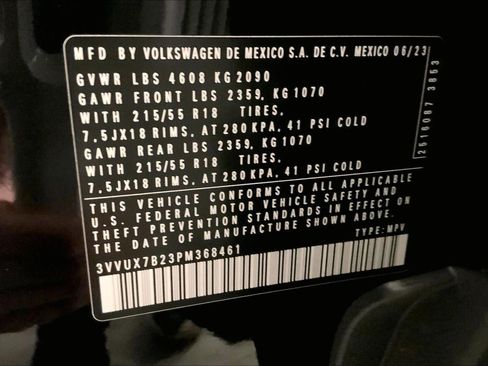 MFD BY VOLKSWAGEN DE MEXICO S.A. DE C.V. MEXICO 06/23
GVWR LBS 4608 KG 2090
GAWR FRONT LBS 2359, KG 1070
WITH 215/55 R18 TIRES,
7,5JX18 RIMS, AT 280 KPA, 41 PSI COLD
GAWR REAR LBS 2359, KG 1070
WITH 215/55 R18 TIRES,
7,5JX18 RIMS, AT 280 KPA, 41 PSI COLD
2516087 3853
THIS VEHICLE CONFORMS TO ALL APPLICABLE
U.S. FEDERAL MOTOR VEHICLE SAFETY AND
THEFT PREVENTION STANDARDS IN EFFECT ON
THE DATE OF MANUFACTURE SHOWN ABOVE.
3VVUX7B23PM368461 TYPE: MPV